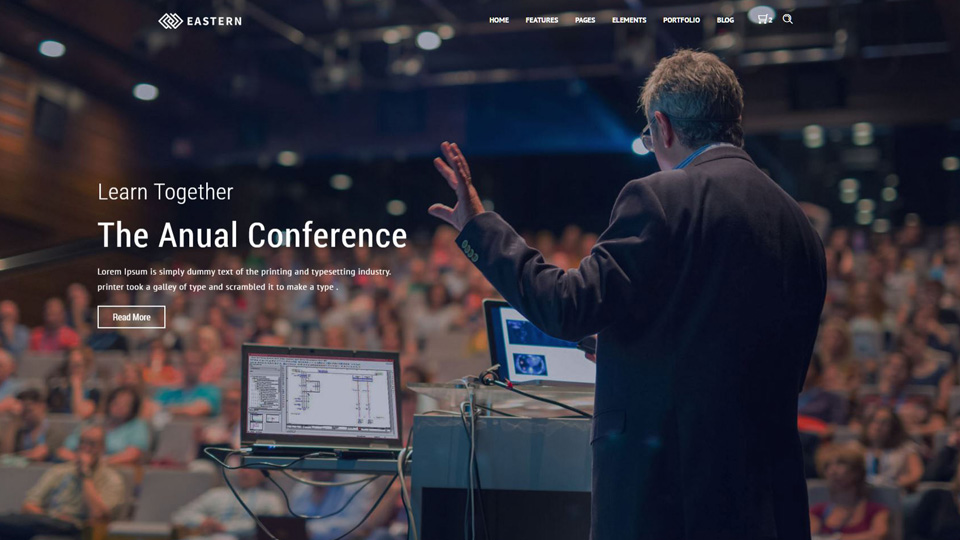 EASTERN
HOME FEATURES PAGES ELEMENTS PORTFOLIO BLOG 2
Learn Together
The Anual Conference
Lorem Ipsum is simply dummy text of the printing and typesetting industry.
printer took a galley of type and scrambled it to make a type .
Read More